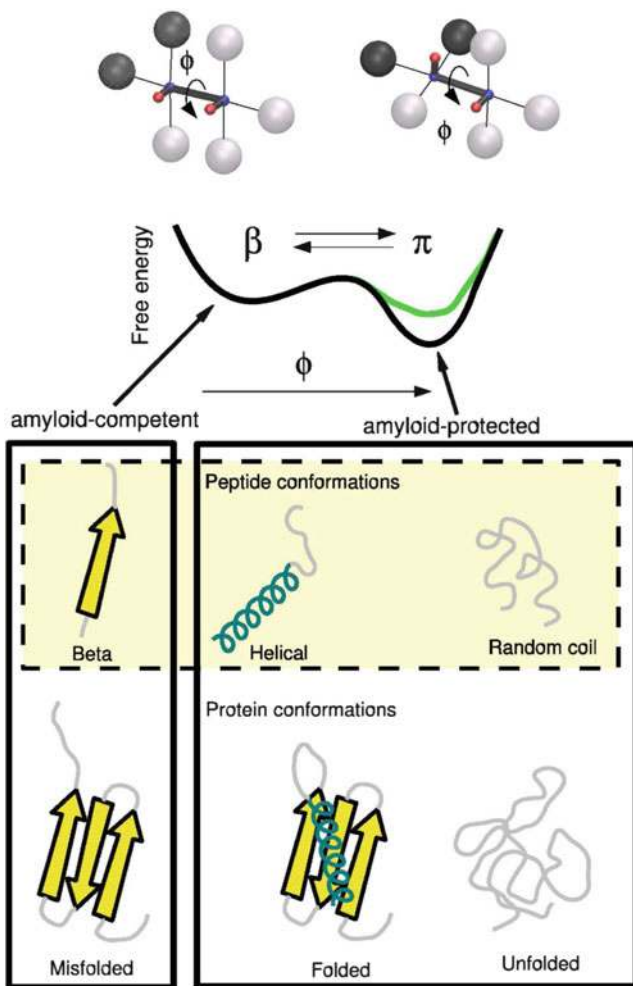 ϕ
ϕ
Free energy
β
π
ϕ
amyloid-competent
amyloid-protected
Peptide conformations
Beta
Helical
Random coil
Protein conformations
Misfolded
Folded
Unfolded